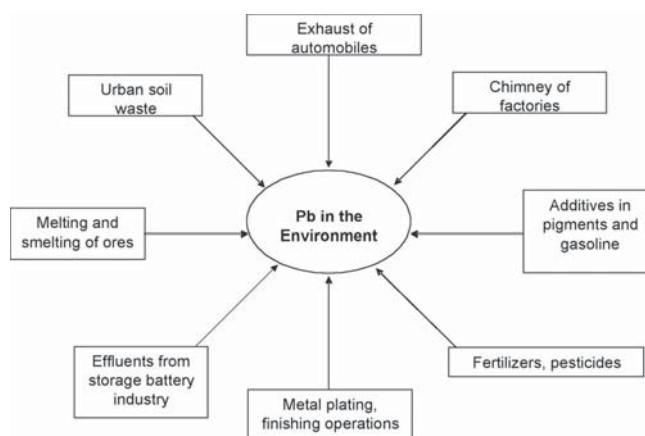 Exhaust of
automobiles
Urban soil
waste
Chimney of
factories
Pb in the
Environment
Melting and
smelting of ores
Additives in
pigments and
gasoline
Effluents from
storage battery
industry
Metal plating,
finishing operations
Fertilizers, pesticides